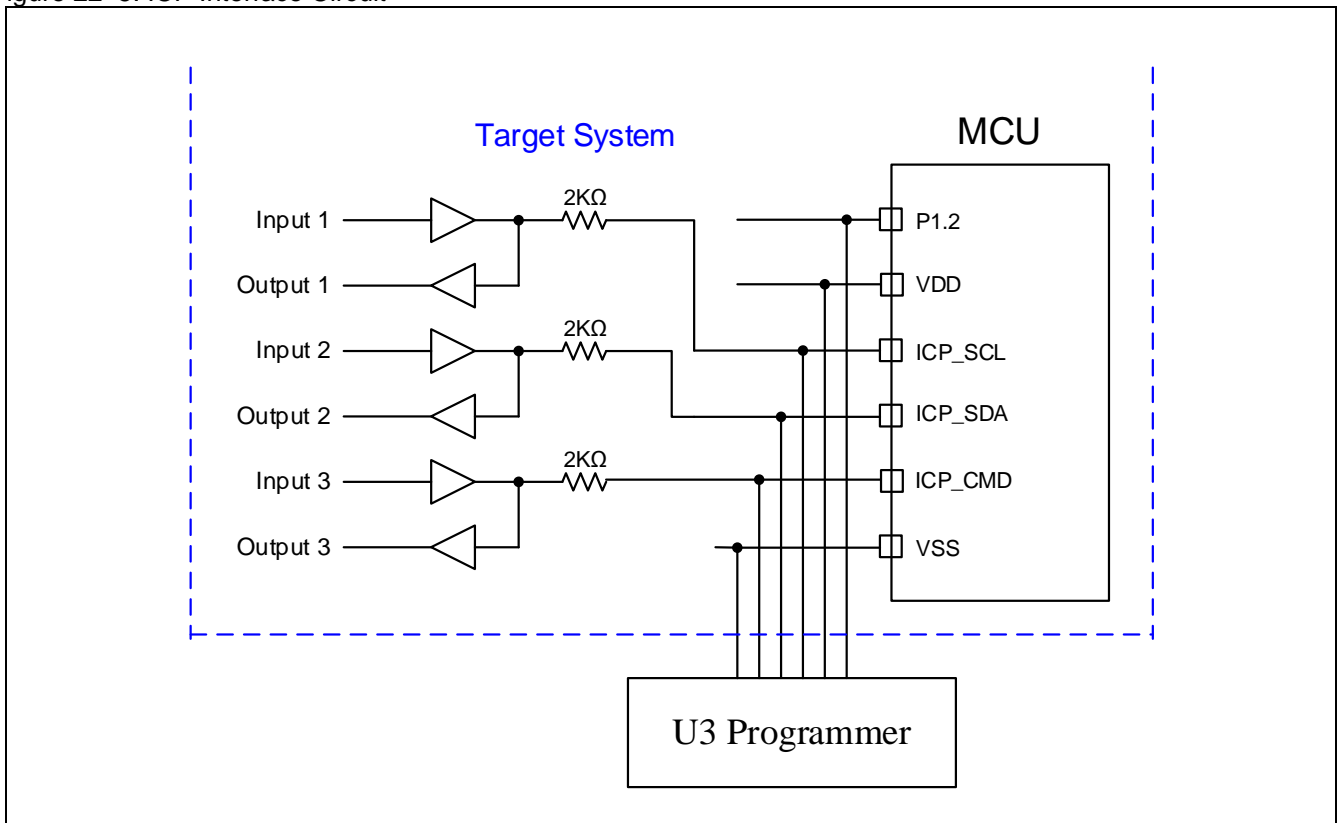 Target System
MCU
2KΩ
Input 1
P1.2
Output 1
VDD
2KΩ
Input 2
ICP_SCL
Output 2
ICP_SDA
2KΩ
Input 3
ICP_CMD
Output 3
VSS
U3 Programmer